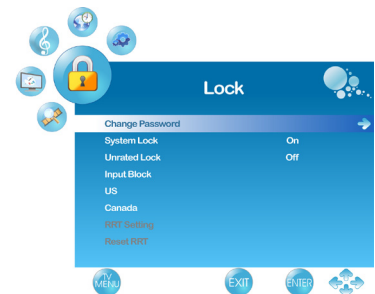 Lock
Change Password
System Lock On
Unrated Lock Off
Input Block
US
Canada
RRT Setting
Reset RRT
TV
MENU
EXIT
ENTER